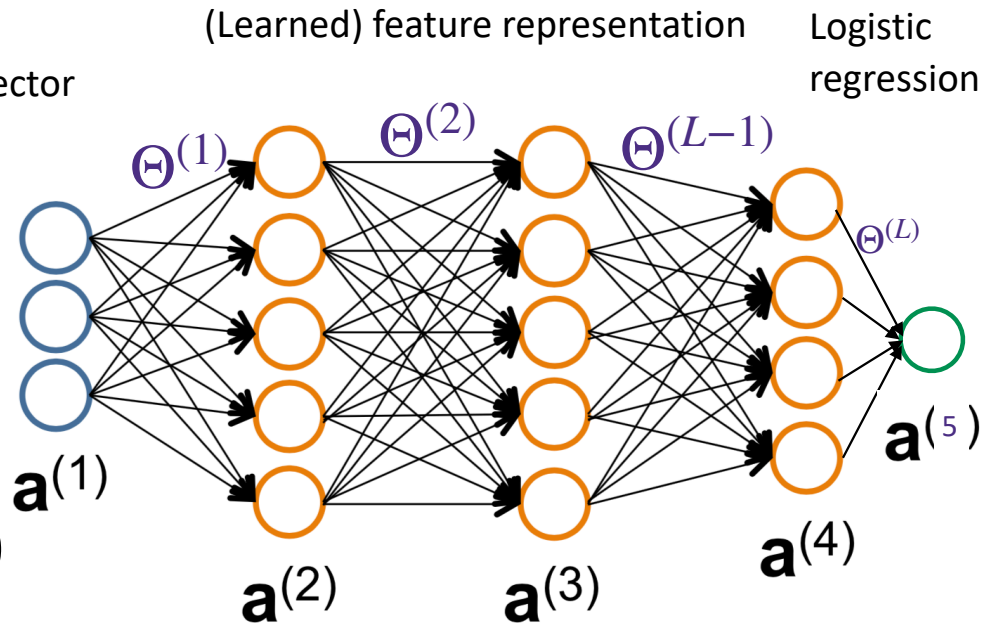 (Learned) feature representation
Logistic
regression
ector
Θ(1)
Θ(2)
Θ(L−1)
Θ(L)
a(1)
a(2)
a(3)
a(4)
a(5)
)